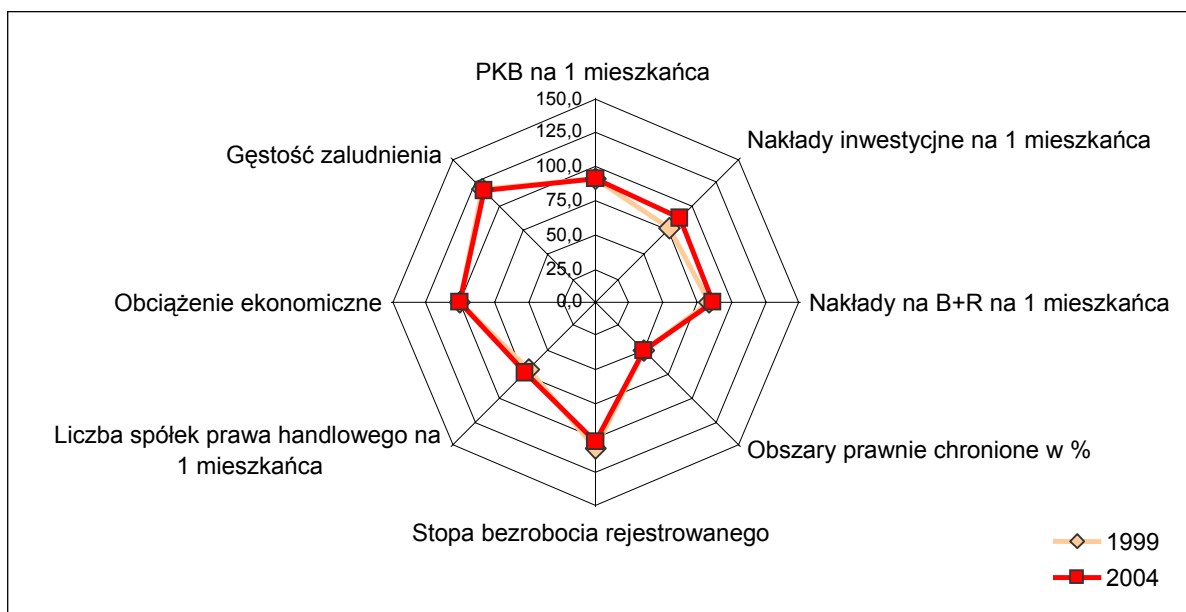 PKB na 1 mieszkańca
150,0
125,0
100,0
75,0
50,0
25,0
0,0
Nakłady inwestycyjne na 1 mieszkańca
Nakłady na B+R na 1 mieszkańca
Obszary prawnie chronione w %
Stopa bezrobocia rejestrowanego
Liczba spółek prawa handlowego na
1 mieszkańca
Obciążenie ekonomiczne
Gęstość zaludnienia
1999
2004